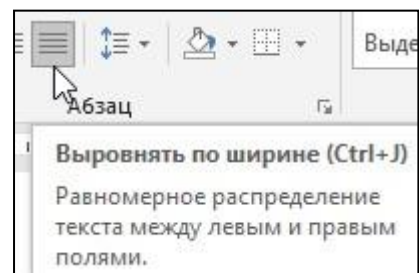 Выде
Абзац
Выровнять по ширине (Ctrl+J)
Равномерное распределение
текста между левым и правым
полями.